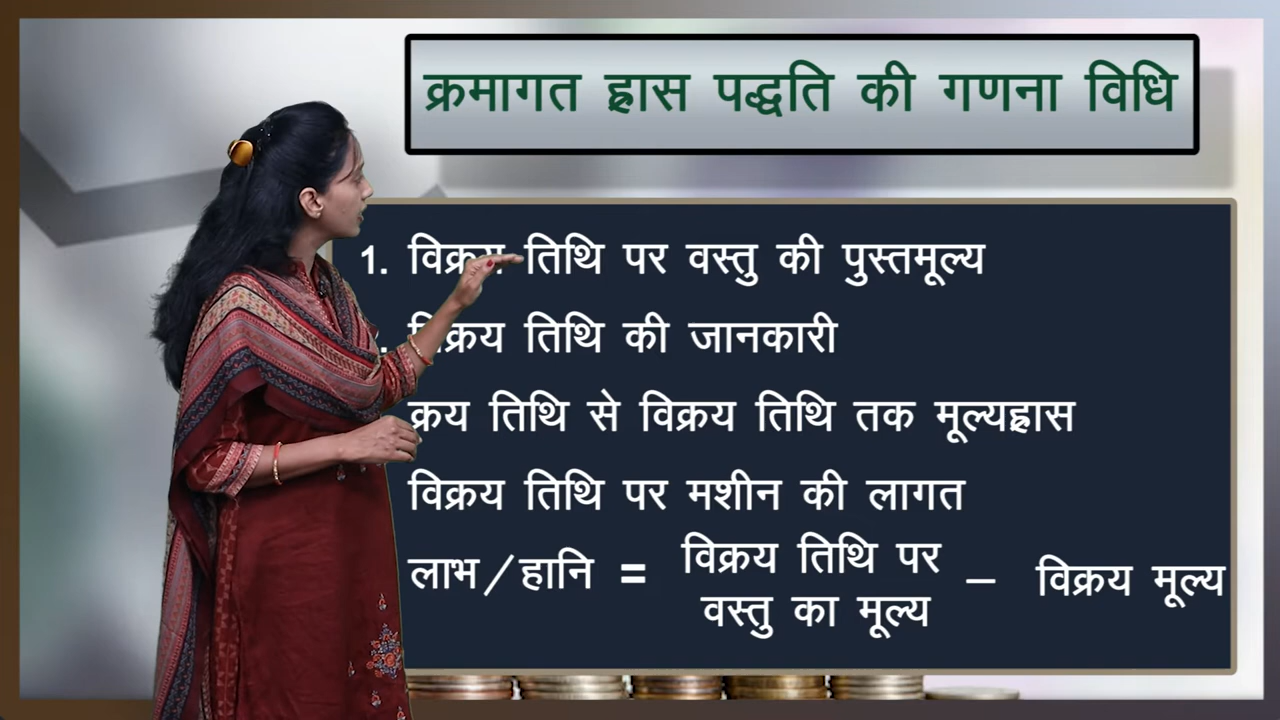 क्रमागत ह्रास पद्धति की गणना विधि
1. विक्रय तिथि पर वस्तु की पुस्तमूल्य
विक्रय तिथि की जानकारी
क्रय तिथि से विक्रय तिथि तक मूल्यह्रास
विक्रय तिथि पर मशीन की लागत
लाभ/हानि = विक्रय तिथि पर वस्तु का मूल्य – विक्रय मूल्य